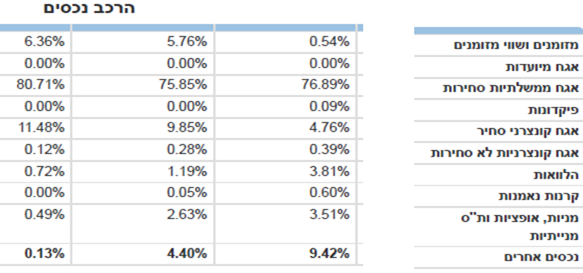 הרכב נכסים
מזומנים ושווי מזומנים 0.54% 5.76% 6.36%
אגח מיועדות 0.00% 0.00% 0.00%
אגח ממשלתיות סחירות 76.89% 75.85% 80.71%
פיקדונות 0.09% 0.00% 0.00%
אגח קונצרני סחיר 4.76% 9.85% 11.48%
אגח קונצרניות לא סחירות 0.39% 0.28% 0.12%
הלוואות 3.81% 1.19% 0.72%
קרנות נאמנות 0.60% 0.05% 0.00%
מניות, אופציות ות"ס 3.51% 2.63% 0.49%
מנייתיות
נכסים אחרים 9.42% 4.40% 0.13%